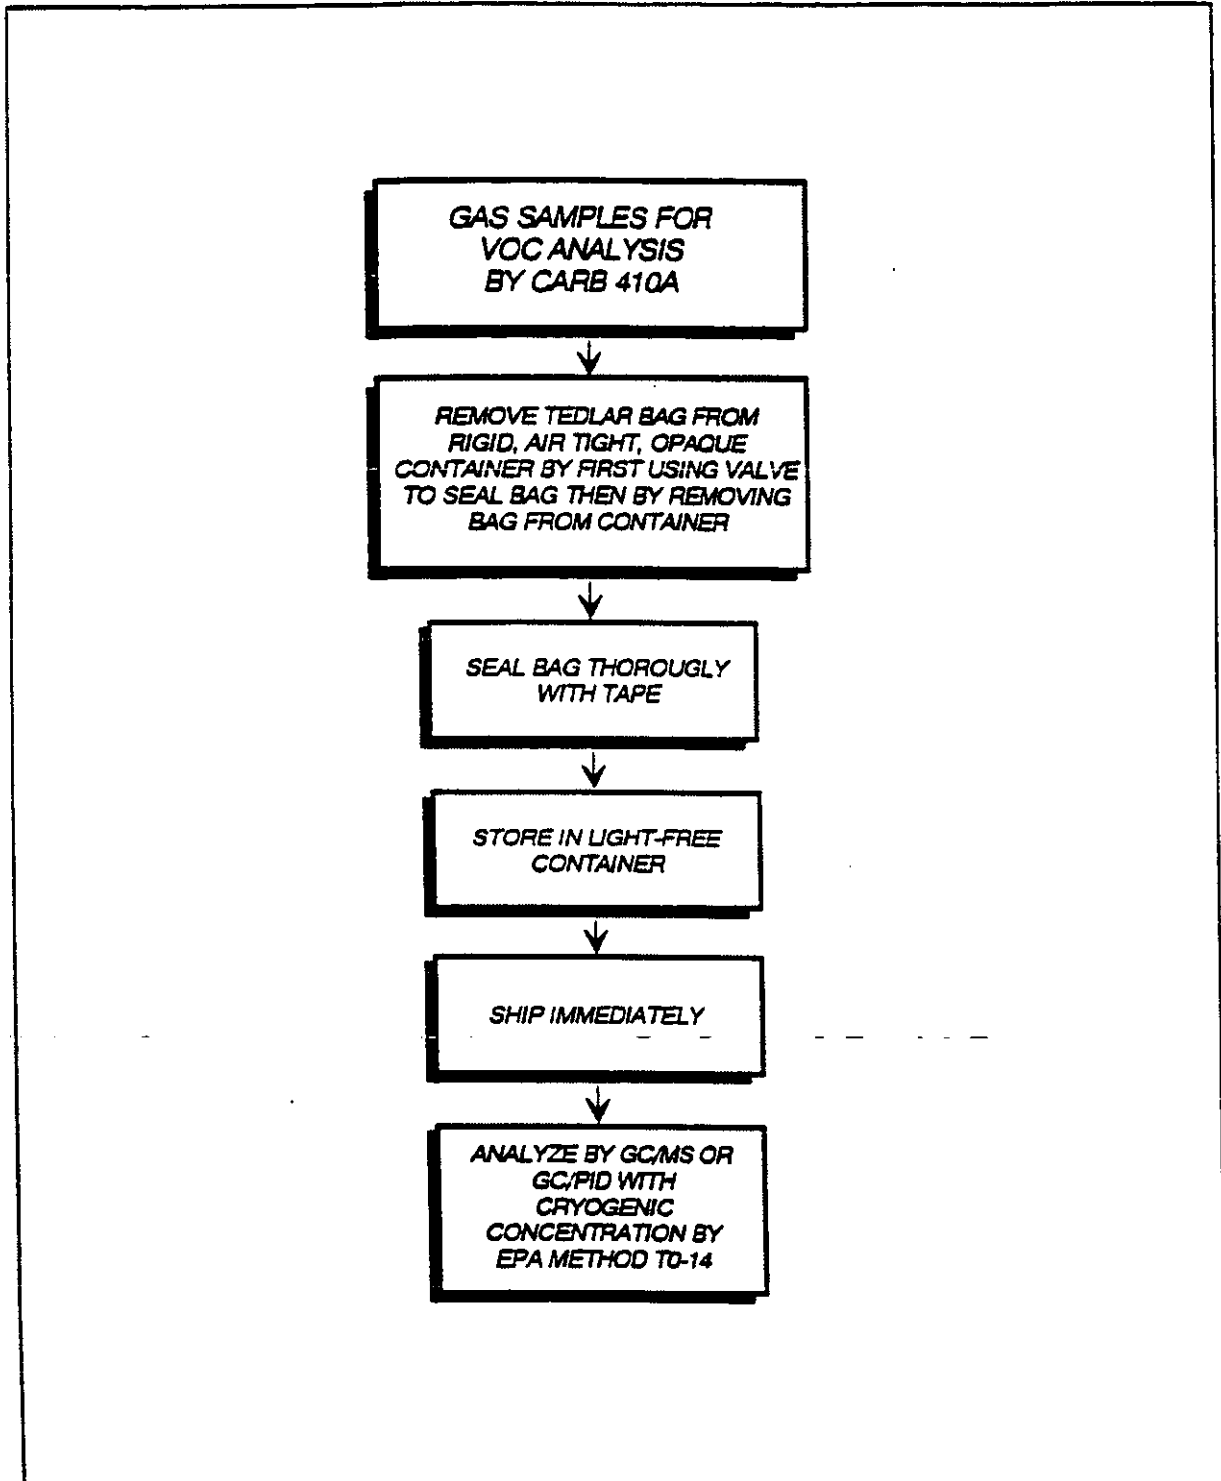 GAS SAMPLES FOR
VOC ANALYSIS
BY CARB 410A
REMOVE TEDLAR BAG FROM
RIGID, AIR TIGHT, OPAQUE
CONTAINER BY FIRST USING VALVE
TO SEAL BAG THEN BY REMOVING
BAG FROM CONTAINER
SEAL BAG THOROUGLY
WITH TAPE
STORE IN LIGHT-FREE
CONTAINER
SHIP IMMEDIATELY
ANALYZE BY GC/MS OR
GC/PID WITH
CRYOGENIC
CONCENTRATION BY
EPA METHOD T0-14